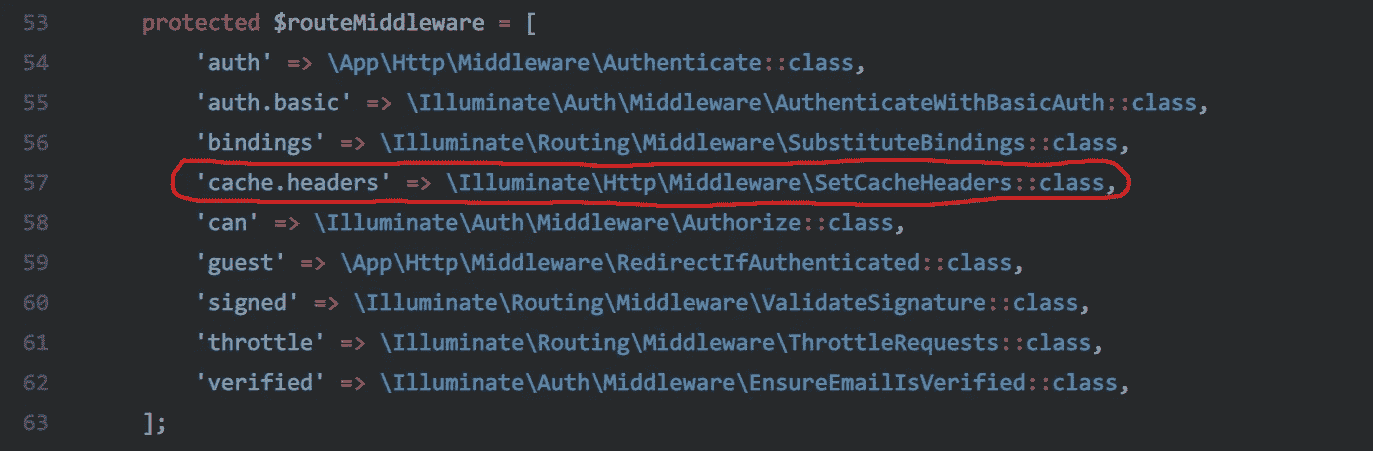 53 protected $routeMiddleware = [
54 'auth' => \App\Http\Middleware\Authenticate::class,
55 'auth.basic' => \Illuminate\Auth\Middleware\AuthenticateWithBasicAuth::class,
56 'bindings' => \Illuminate\Routing\Middleware\SubstituteBindings::class,
57 'cache.headers' => \Illuminate\Http\Middleware\SetCacheHeaders::class,
58 'can' => \Illuminate\Auth\Middleware\Authorize::class,
59 'guest' => \App\Http\Middleware\RedirectIfAuthenticated::class,
60 'signed' => \Illuminate\Routing\Middleware\ValidateSignature::class,
61 'throttle' => \Illuminate\Routing\Middleware\ThrottleRequests::class,
62 'verified' => \Illuminate\Auth\Middleware\EnsureEmailIsVerified::class,
63 ];